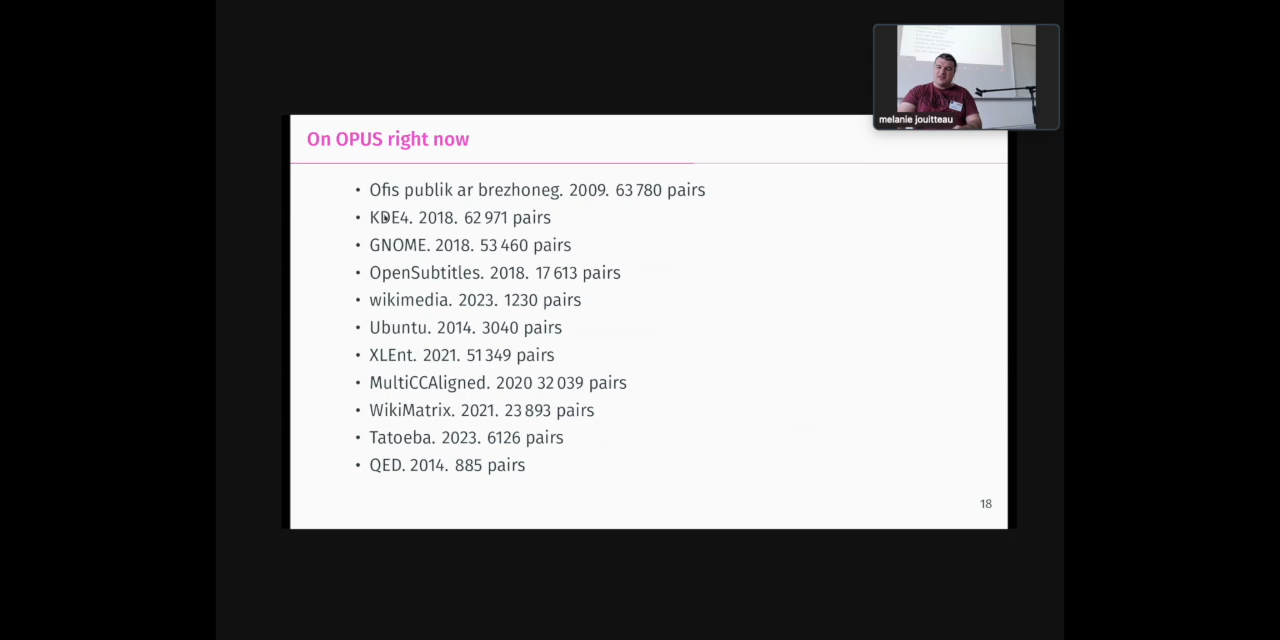 melanie jouitteau
On OPUS right now
• Ofis publik ar brezhoneg. 2009. 63 780 pairs
• KDE4. 2018. 62 971 pairs
• GNOME. 2018. 53 460 pairs
• OpenSubtitles. 2018. 17 613 pairs
• wikimedia. 2023. 1230 pairs
• Ubuntu. 2014. 3040 pairs
• XLEnt. 2021. 51 349 pairs
• MultiCCAligned. 2020 32 039 pairs
• WikiMatrix. 2021. 23 893 pairs
• Tatoeba. 2023. 6126 pairs
• QED. 2014. 885 pairs
18